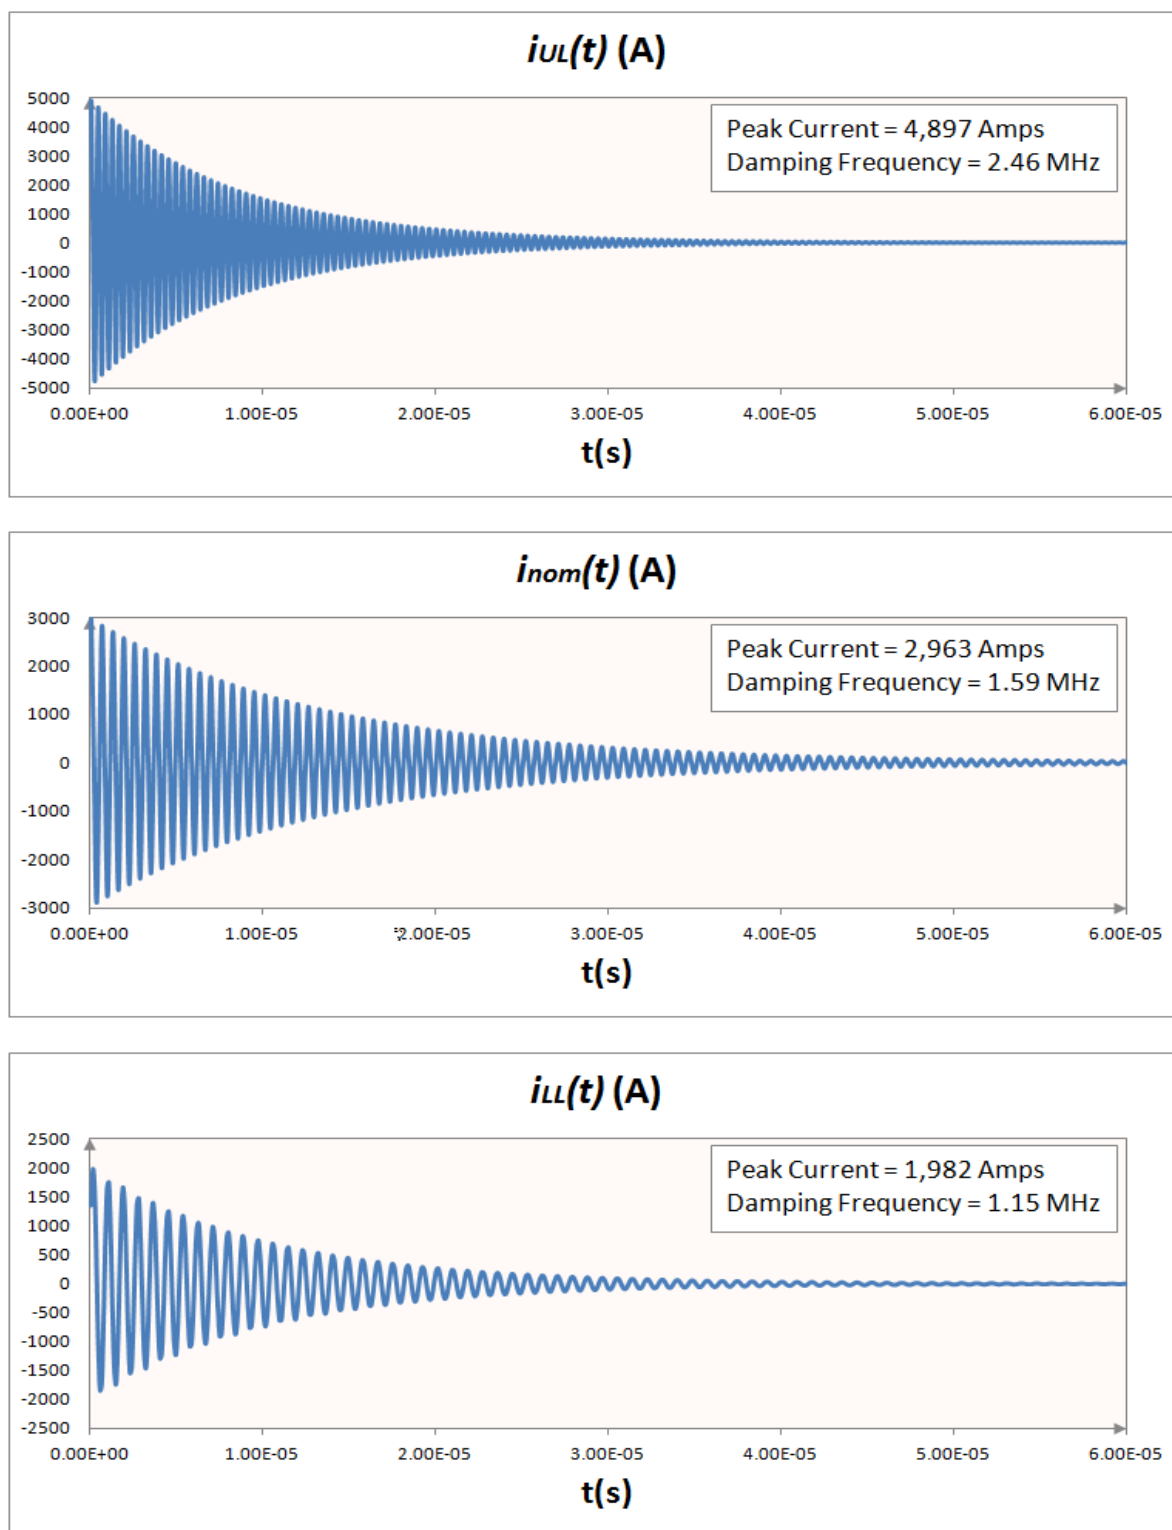 iUL(t) (A)
Peak Current = 4,897 Amps
Damping Frequency = 2.46 MHz
5000
4000
3000
2000
1000
0
-1000
-2000
-3000
-4000
-5000
0.00E+00 1.00E-05 2.00E-05 3.00E-05 4.00E-05 5.00E-05 6.00E-05
t(s)
inom(t) (A)
Peak Current = 2,963 Amps
Damping Frequency = 1.59 MHz
3000
2000
1000
0
-1000
-2000
-3000
0.00E+00 1.00E-05 2.00E-05 3.00E-05 4.00E-05 5.00E-05 6.00E-05
t(s)
iLL(t) (A)
Peak Current = 1,982 Amps
Damping Frequency = 1.15 MHz
2500
2000
1500
1000
500
0
-500
-1000
-1500
-2000
-2500
0.00E+00 1.00E-05 2.00E-05 3.00E-05 4.00E-05 5.00E-05 6.00E-05
t(s)